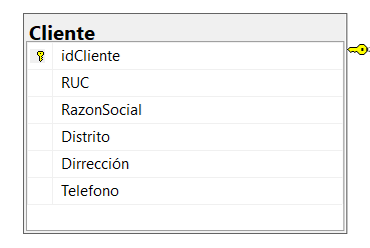 Cliente
idCliente
RUC
RazonSocial
Distrito
Dirrección
Telefono